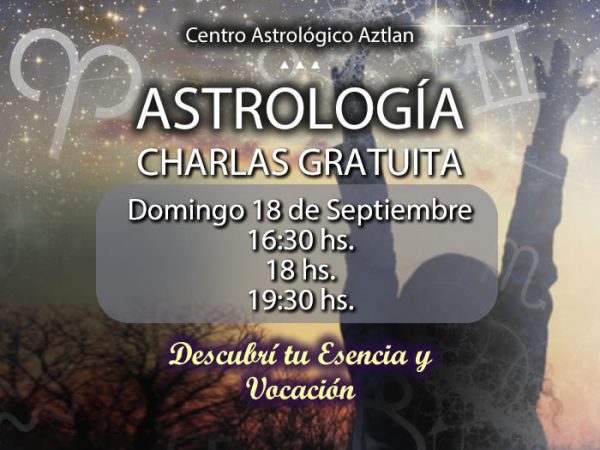 Centro Astrológico Aztlan
ASTROLOGÍA
CHARLAS GRATUITA
Domingo 18 de Septiembre
16:30 hs.
18 hs.
19:30 hs.
Descubrí tu Esencia y
Vocación